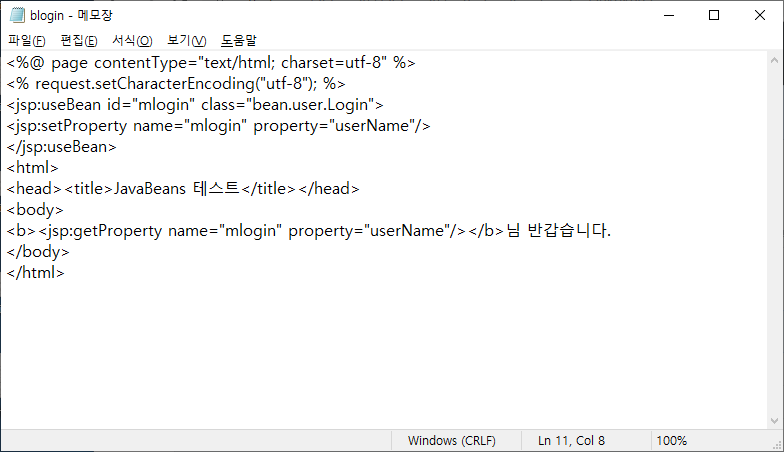 blogin - 메모장
파일(F) 편집(E) 서식(O) 보기(V) 도움말
<%@ page contentType="text/html; charset=utf-8" %>
<% request.setCharacterEncoding("utf-8"); %>
<jsp:useBean id="mlogin" class="bean.user.Login">
<jsp:setProperty name="mlogin" property="userName"/>
</jsp:useBean>
<html>
<head><title>JavaBeans 테스트</title></head>
<body>
<b><jsp:getProperty name="mlogin" property="userName"/></b>님 반갑습니다.
</body>
</html>
Windows (CRLF) Ln 11, Col 8 100%